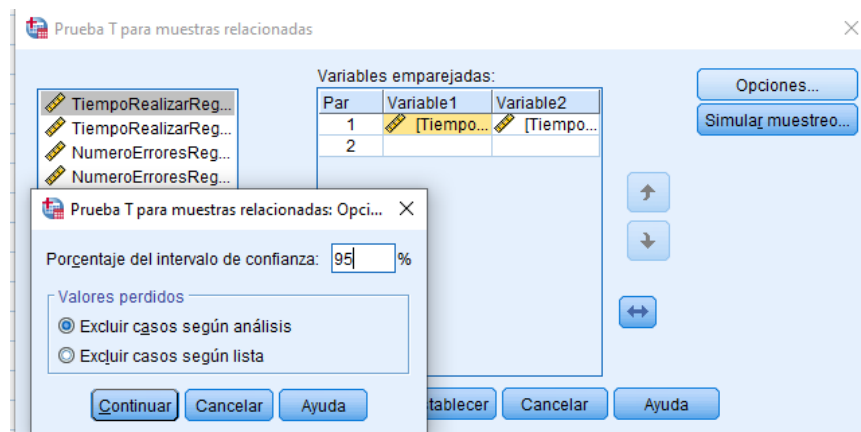 Prueba T para muestras relacionadas
Variables emparejadas:
Opciones...
Simular muestreo...
TiempoRealizarReg...
TiempoRealizarReg...
NumeroErroresReg...
NumeroErroresReg...
Par Variable1 Variable2
1 [Tiempo... [Tiempo...
2
Prueba T para muestras relacionadas: Opci...
Porcentaje del intervalo de confianza: 95 %
Valores perdidos
Excluir casos según análisis
Excluir casos según lista
Continuar Cancelar Ayuda
tablecer Cancelar Ayuda